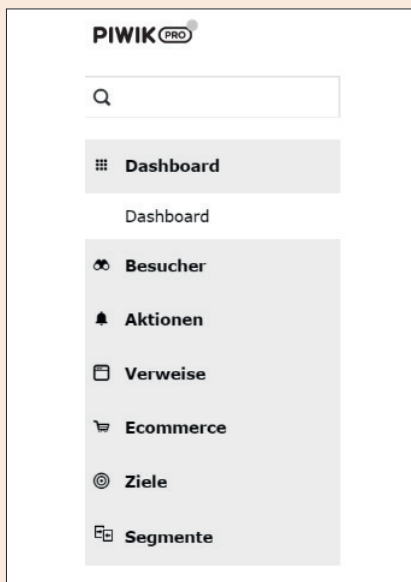 PIWIK PRO
Dashboard
Dashboard
Besucher
Aktionen
Verweise
Ecommerce
Ziele
Segmente